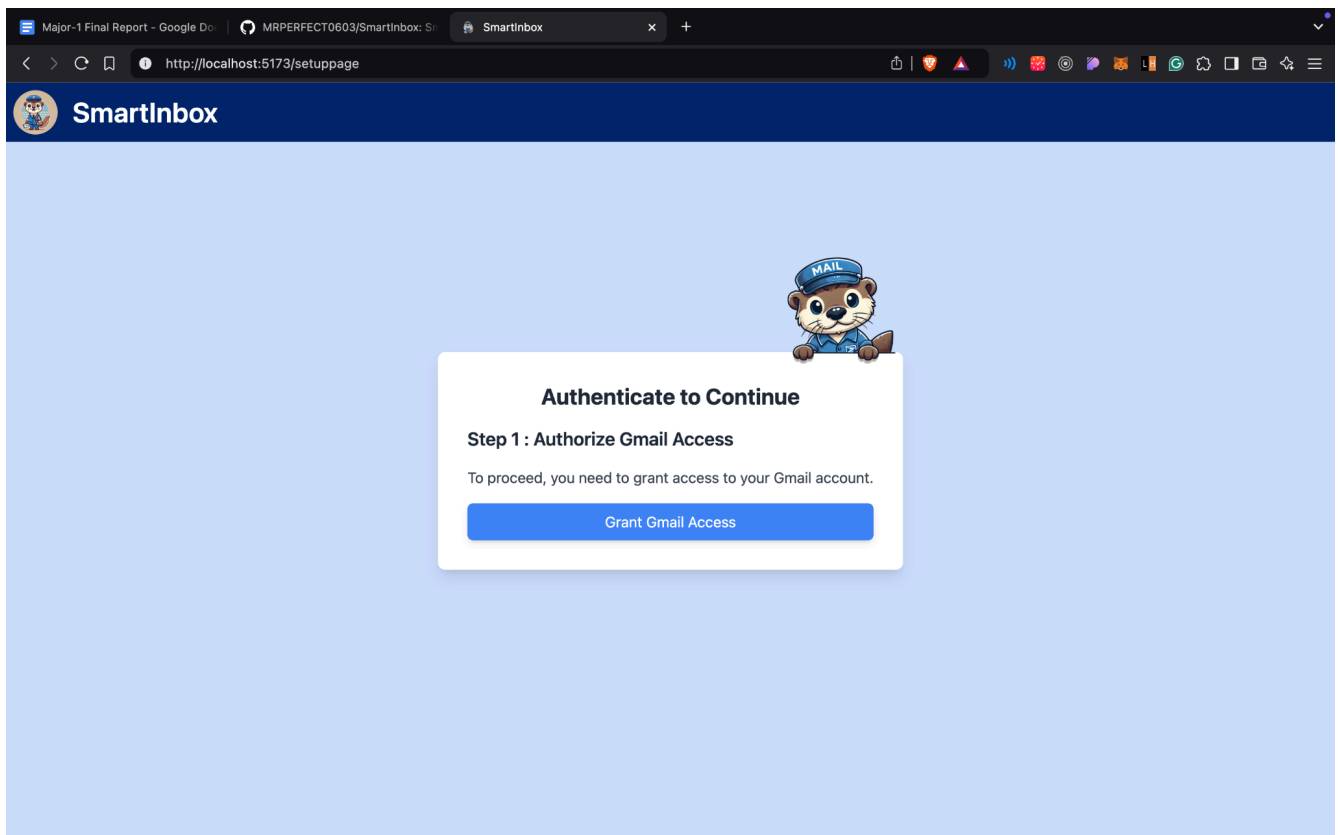 Major-1 Final Report - Google Do
MRPERFECT0603/SmartInbox: Sm
SmartInbox
http://localhost:5173/setuppage
SmartInbox
MAIL
Authenticate to Continue
Step 1 : Authorize Gmail Access
To proceed, you need to grant access to your Gmail account.
Grant Gmail Access